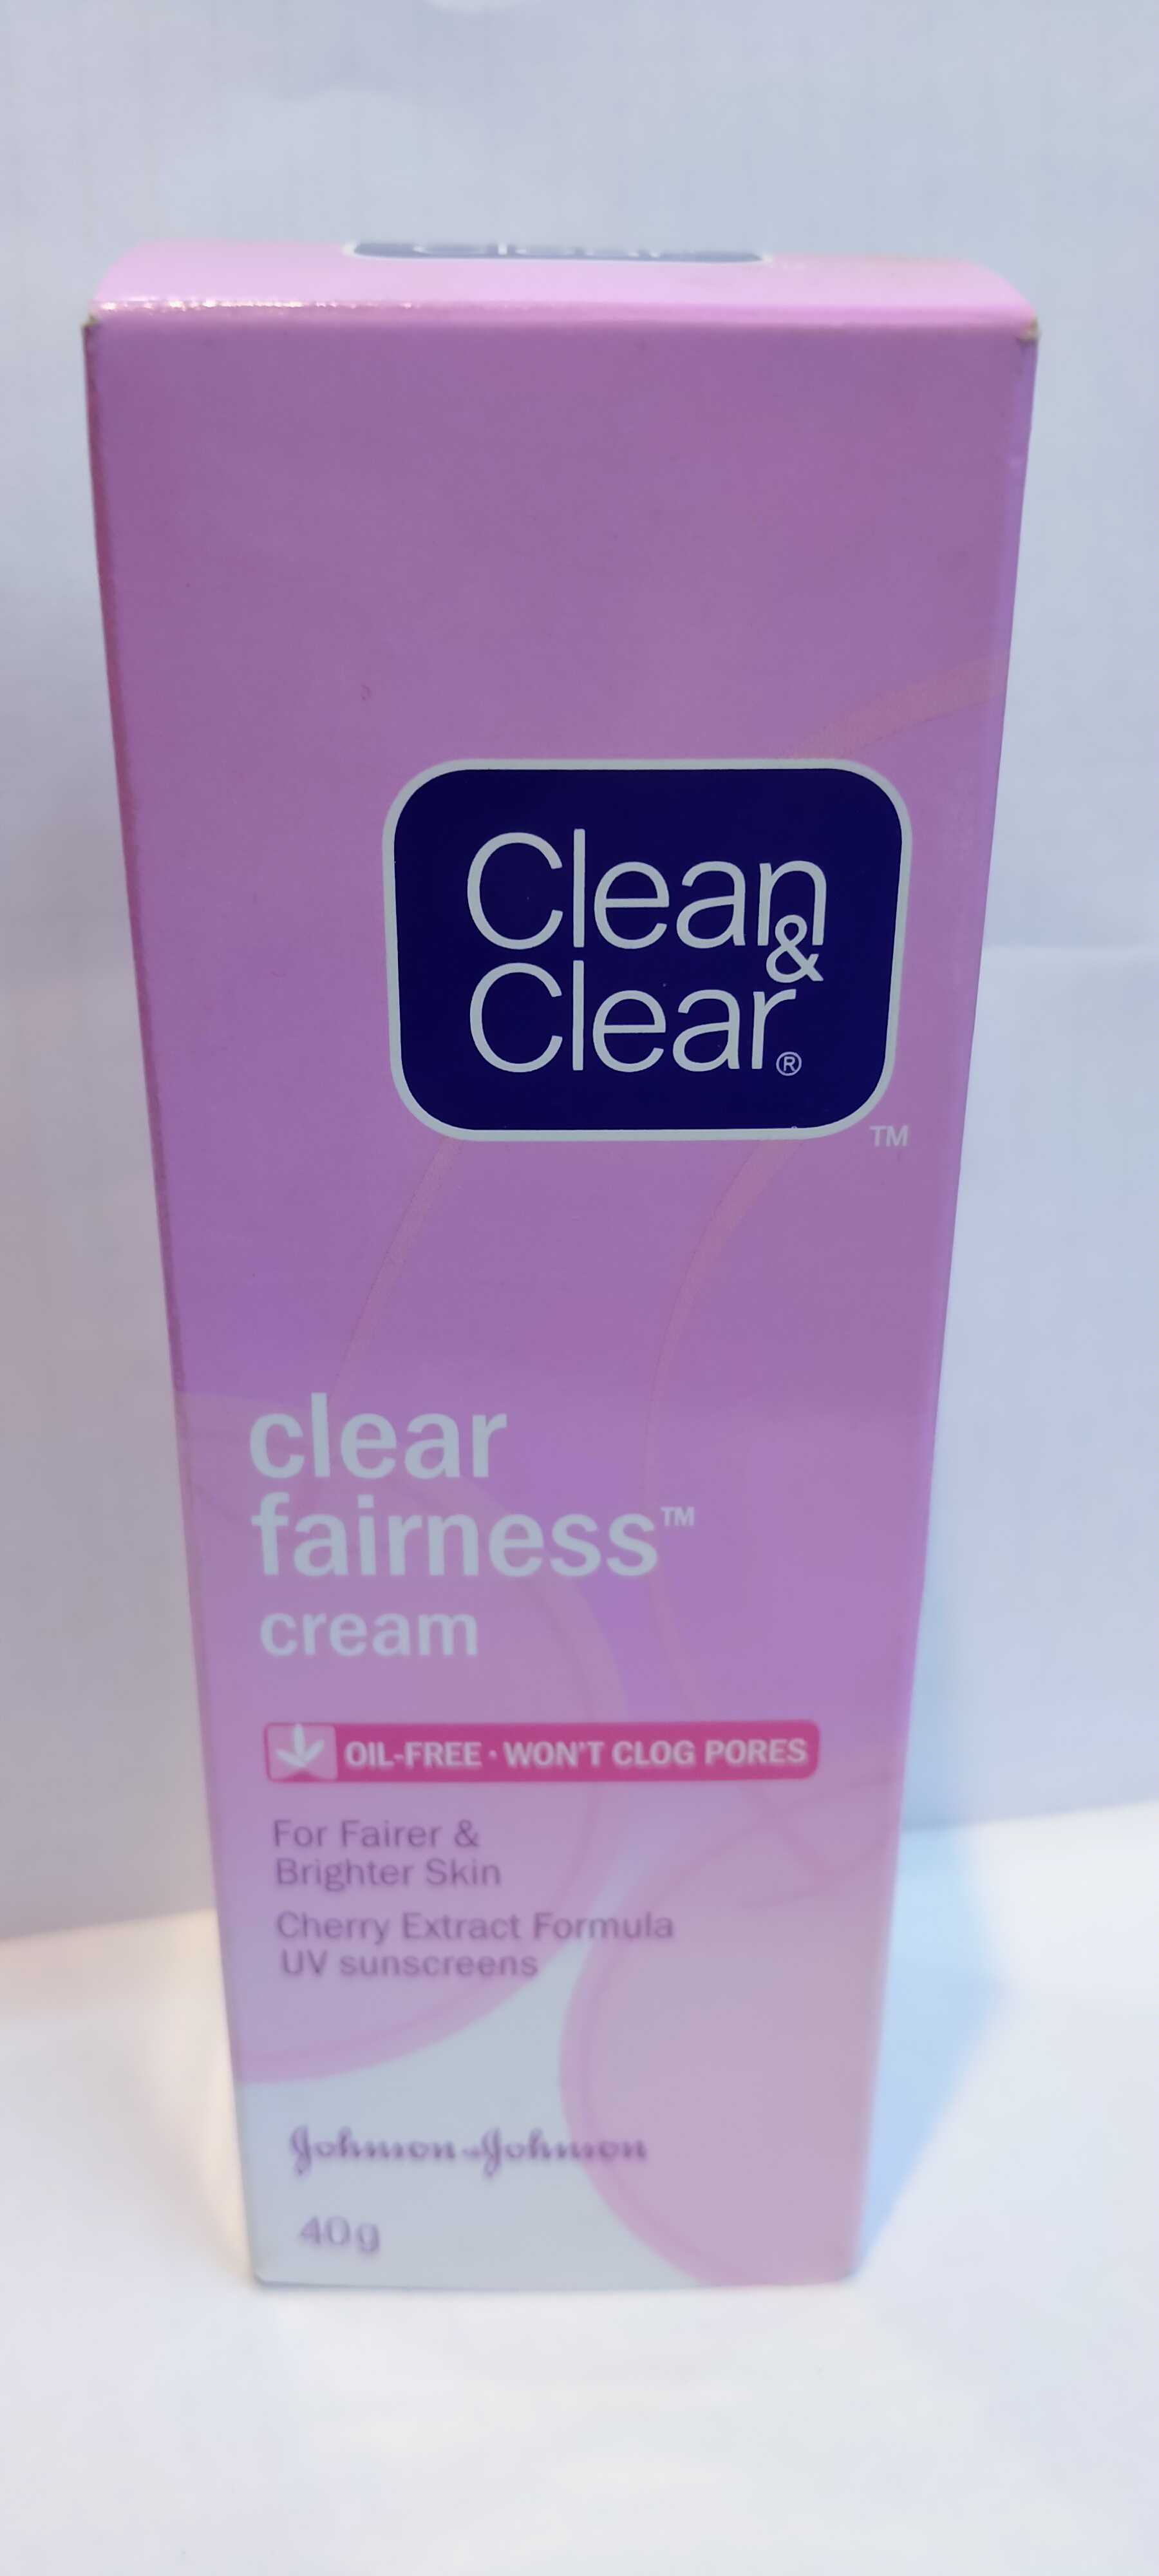 Clean
&
Clear®
TM
clear
fairness™
cream
OIL-FREE · WON'T CLOG PORES
For Fairer &
Brighter Skin
Cherry Extract Formula
UV sunscreens
Johnson & Johnson
40g